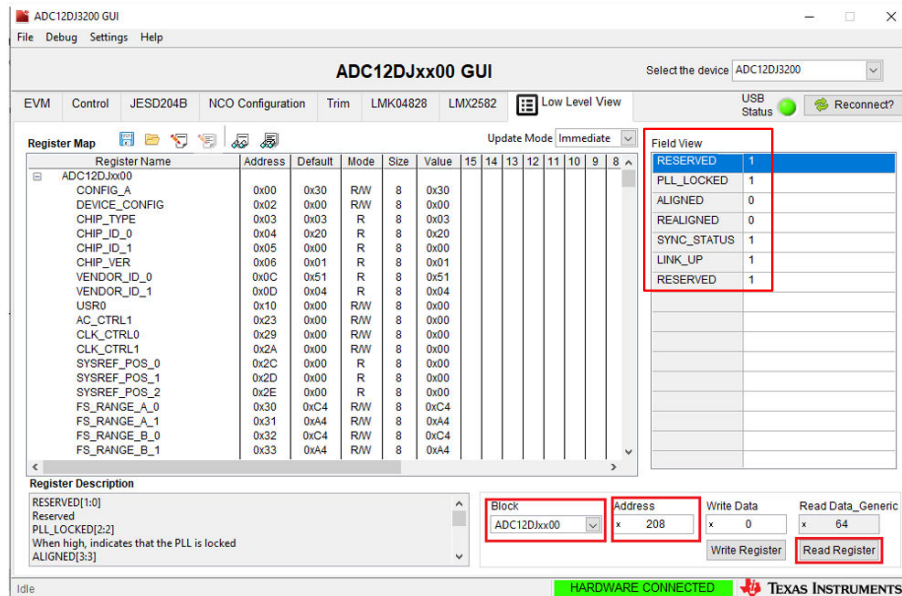 ADC12DJ3200 GUI
File Debug Settings Help
ADC12DJxx00 GUI
Select the device ADC12DJ3200
EVM Control JESD204B NCO Configuration Trim LMK04828 LMX2582 Low Level View
USB Status
Reconnect?
Register Map
Update Mode Immediate
Field View
Register Name Address Default Mode Size Value 15 14 13 12 11 10 9 8
ADC12DJxx00
CONFIG_A 0x00 0x30 R/W 8 0x30
DEVICE_CONFIG 0x02 0x00 R/W 8 0x00
CHIP_TYPE 0x03 0x03 R 8 0x03
CHIP_ID_0 0x04 0x20 R 8 0x20
CHIP_ID_1 0x05 0x00 R 8 0x00
CHIP_VER 0x06 0x01 R 8 0x01
VENDOR_ID_0 0x0C 0x51 R 8 0x51
VENDOR_ID_1 0x0D 0x04 R 8 0x04
USR0 0x10 0x00 R/W 8 0x00
AC_CTRL1 0x23 0x00 R/W 8 0x00
CLK_CTRL0 0x29 0x00 R/W 8 0x00
CLK_CTRL1 0x2A 0x00 R/W 8 0x00
SYSREF_POS_0 0x2C 0x00 R 8 0x00
SYSREF_POS_1 0x2D 0x00 R 8 0x00
SYSREF_POS_2 0x2E 0x00 R 8 0x00
FS_RANGE_A_0 0x30 0xC4 R/W 8 0xC4
FS_RANGE_A_1 0x31 0xA4 R/W 8 0xA4
FS_RANGE_B_0 0x32 0xC4 R/W 8 0xC4
FS_RANGE_B_1 0x33 0xA4 R/W 8 0xA4
RESERVED 1
PLL_LOCKED 1
ALIGNED 0
REALIGNED 0
SYNC_STATUS 1
LINK_UP 1
RESERVED 1
Register Description
RESERVED[1:0]
Reserved
PLL_LOCKED[2:2]
When high, indicates that the PLL is locked
ALIGNED[3:3]
Block Address Write Data Read Data_Generic
ADC12DJxx00 x 208 x 0 x 64
Write Register Read Register
Idle
HARDWARE CONNECTED
TEXAS INSTRUMENTS